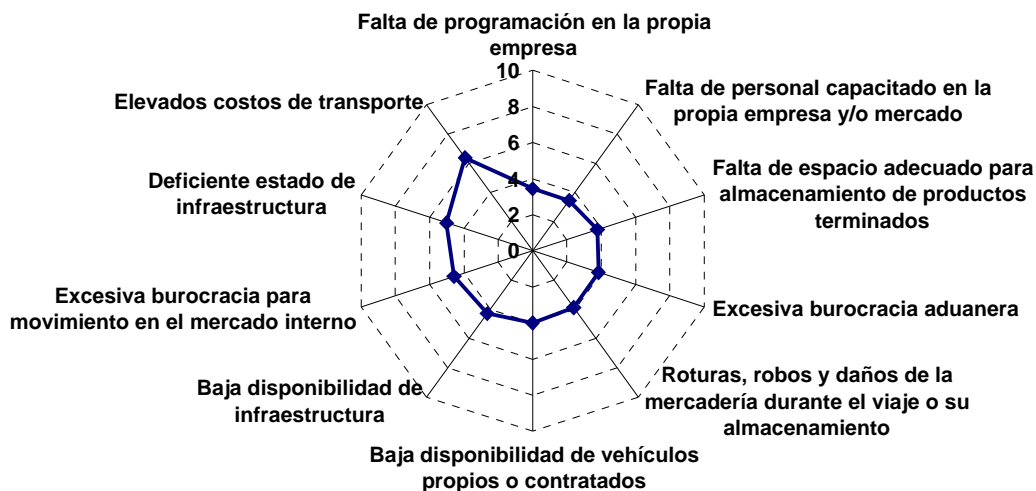 Falta de programación en la propia
empresa
10
8
6
4
2
0
Falta de personal capacitado en la
propia empresa y/o mercado
Falta de espacio adecuado para
almacenamiento de productos
terminados
Excesiva burocracia aduanera
Roturas, robos y daños de la
mercadería durante el viaje o su
almacenamiento
Baja disponibilidad de vehículos
propios o contratados
Baja disponibilidad de
infraestructura
Excesiva burocracia para
movimiento en el mercado interno
Deficiente estado de
infraestructura
Elevados costos de transporte